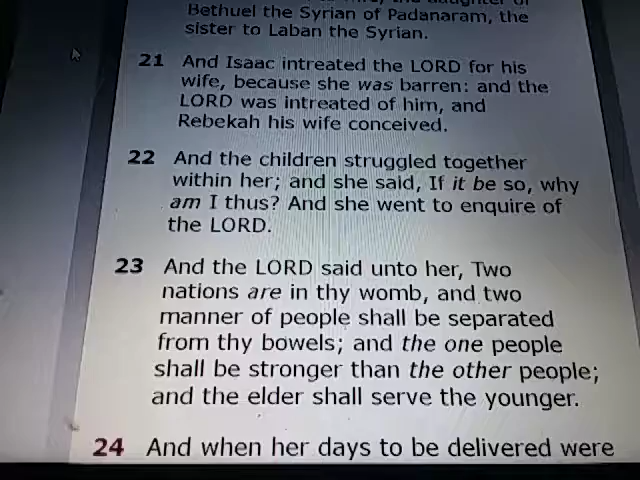 the daughter of
Bethuel the Syrian of Padanaram, the
sister to Laban the Syrian.
21 And Isaac intreated the LORD for his
wife, because she was barren: and the
LORD was intreated of him, and
Rebekah his wife conceived.
22 And the children struggled together
within her; and she said, If it be so, why
am I thus? And she went to enquire of
the LORD.
23 And the LORD said unto her, Two
nations are in thy womb, and two
manner of people shall be separated
from thy bowels; and the one people
shall be stronger than the other people;
and the elder shall serve the younger.
24 And when her days to be delivered were